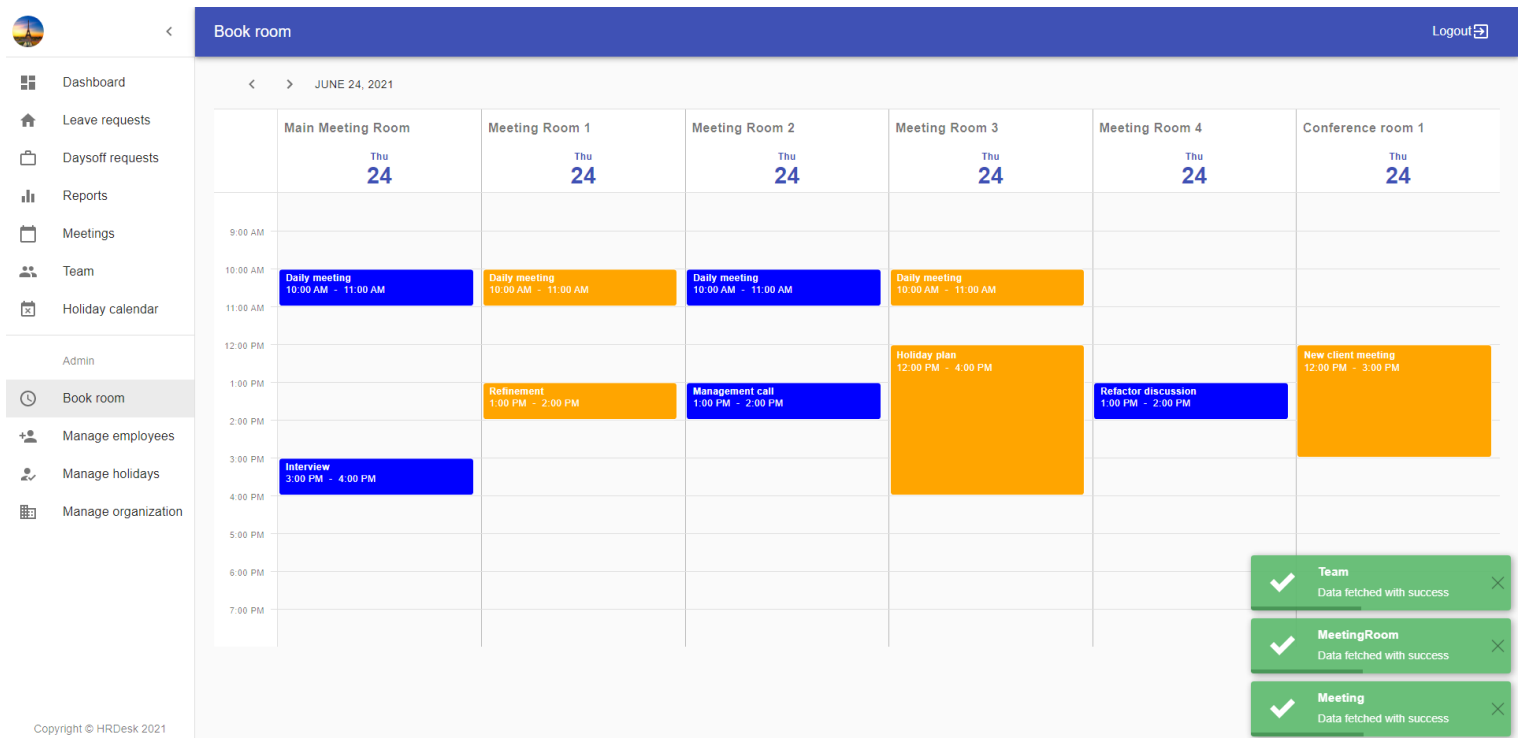 Book room
Logout
Dashboard
Leave requests
Daysoff requests
Reports
Meetings
Team
Holiday calendar
Admin
Book room
Manage employees
Manage holidays
Manage organization
Copyright © HRDesk 2021
JUNE 24, 2021
Main Meeting Room
Thu
24
Meeting Room 1
Thu
24
Meeting Room 2
Thu
24
Meeting Room 3
Thu
24
Meeting Room 4
Thu
24
Conference room 1
Thu
24
9:00 AM
10:00 AM
11:00 AM
12:00 PM
1:00 PM
2:00 PM
3:00 PM
4:00 PM
5:00 PM
6:00 PM
7:00 PM
Daily meeting
10:00 AM - 11:00 AM
Interview
3:00 PM - 4:00 PM
Daily meeting
10:00 AM - 11:00 AM
Refinement
1:00 PM - 2:00 PM
Daily meeting
10:00 AM - 11:00 AM
Management call
1:00 PM - 2:00 PM
Daily meeting
10:00 AM - 11:00 AM
Holiday plan
12:00 PM - 4:00 PM
Refactor discussion
1:00 PM - 2:00 PM
New client meeting
12:00 PM - 3:00 PM
Team
Data fetched with success
MeetingRoom
Data fetched with success
Meeting
Data fetched with success